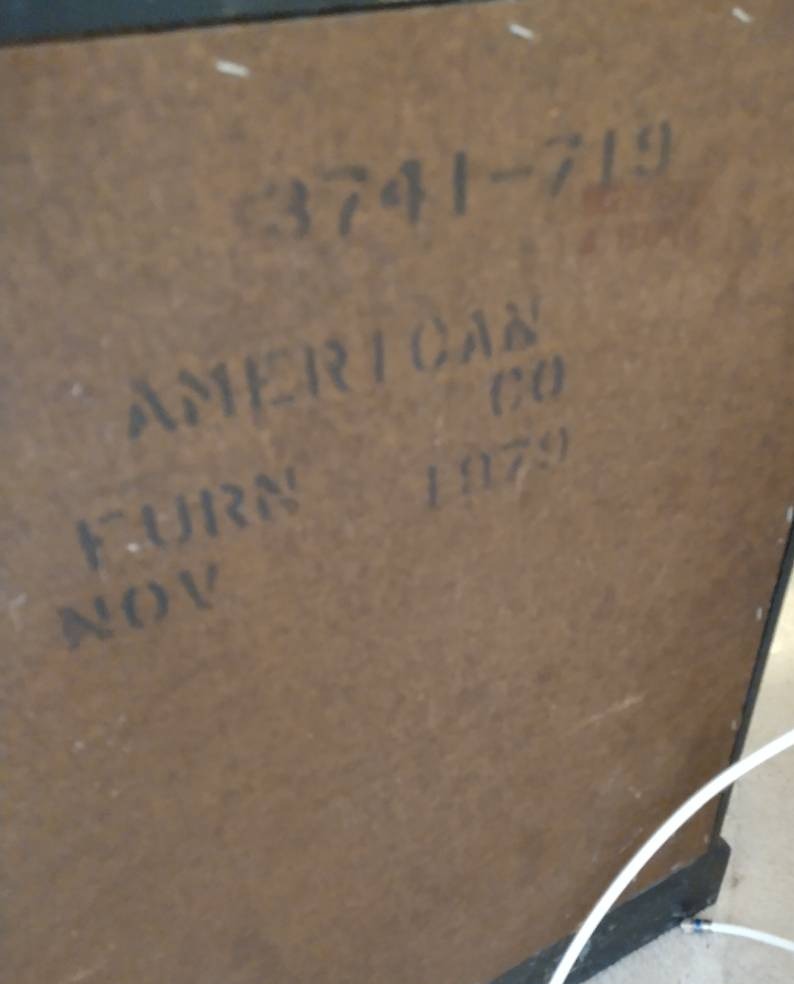 3741-719
AMERICAN
FURN CO
NOV 1979